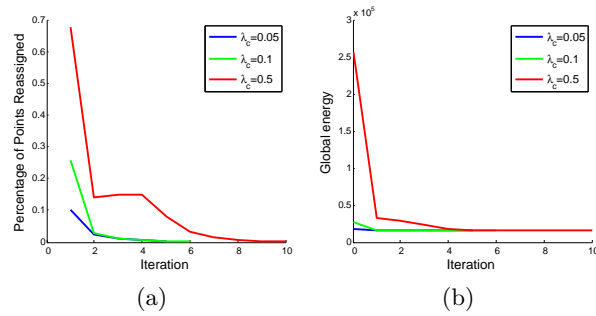 Percentage of Points Reassigned
0.7
0.6
0.5
0.4
0.3
0.2
0.1
0
0 2 4 6 8 10
Iteration
λc=0.05
λc=0.1
λc=0.5
(a)
x 10^5
Global energy
3
2.5
2
1.5
1
0.5
0
0 2 4 6 8 10
Iteration
λc=0.05
λc=0.1
λc=0.5
(b)